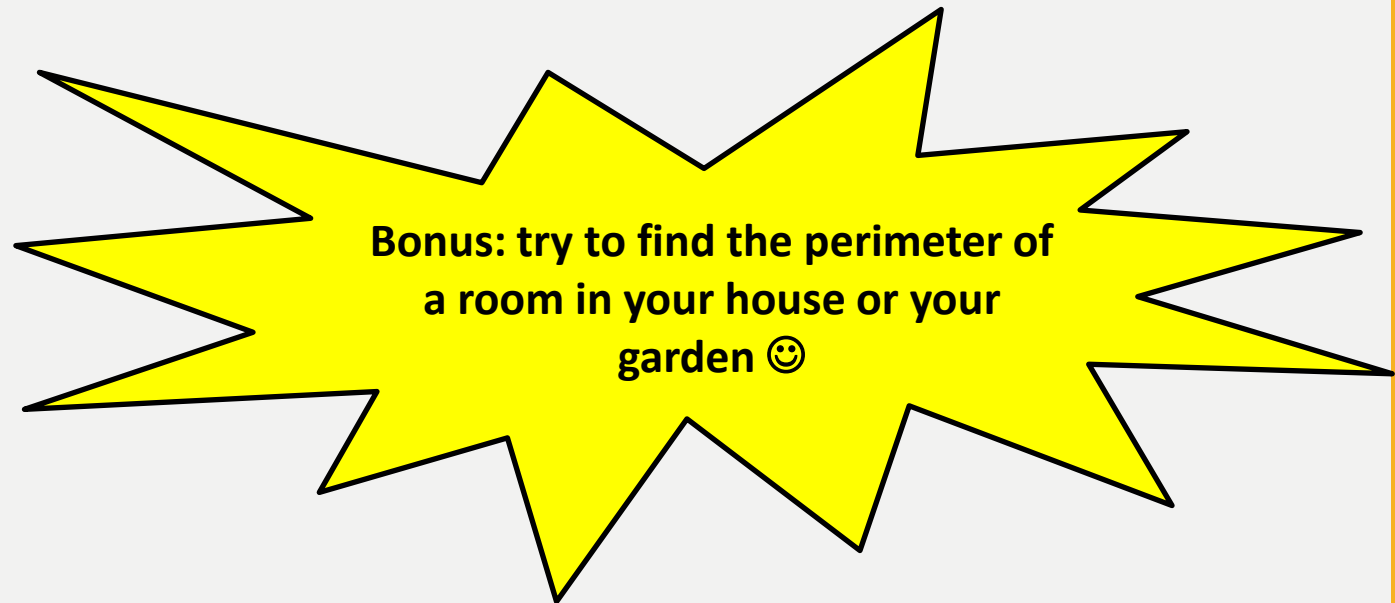 Bonus: try to find the perimeter of
a room in your house or your
garden ☺